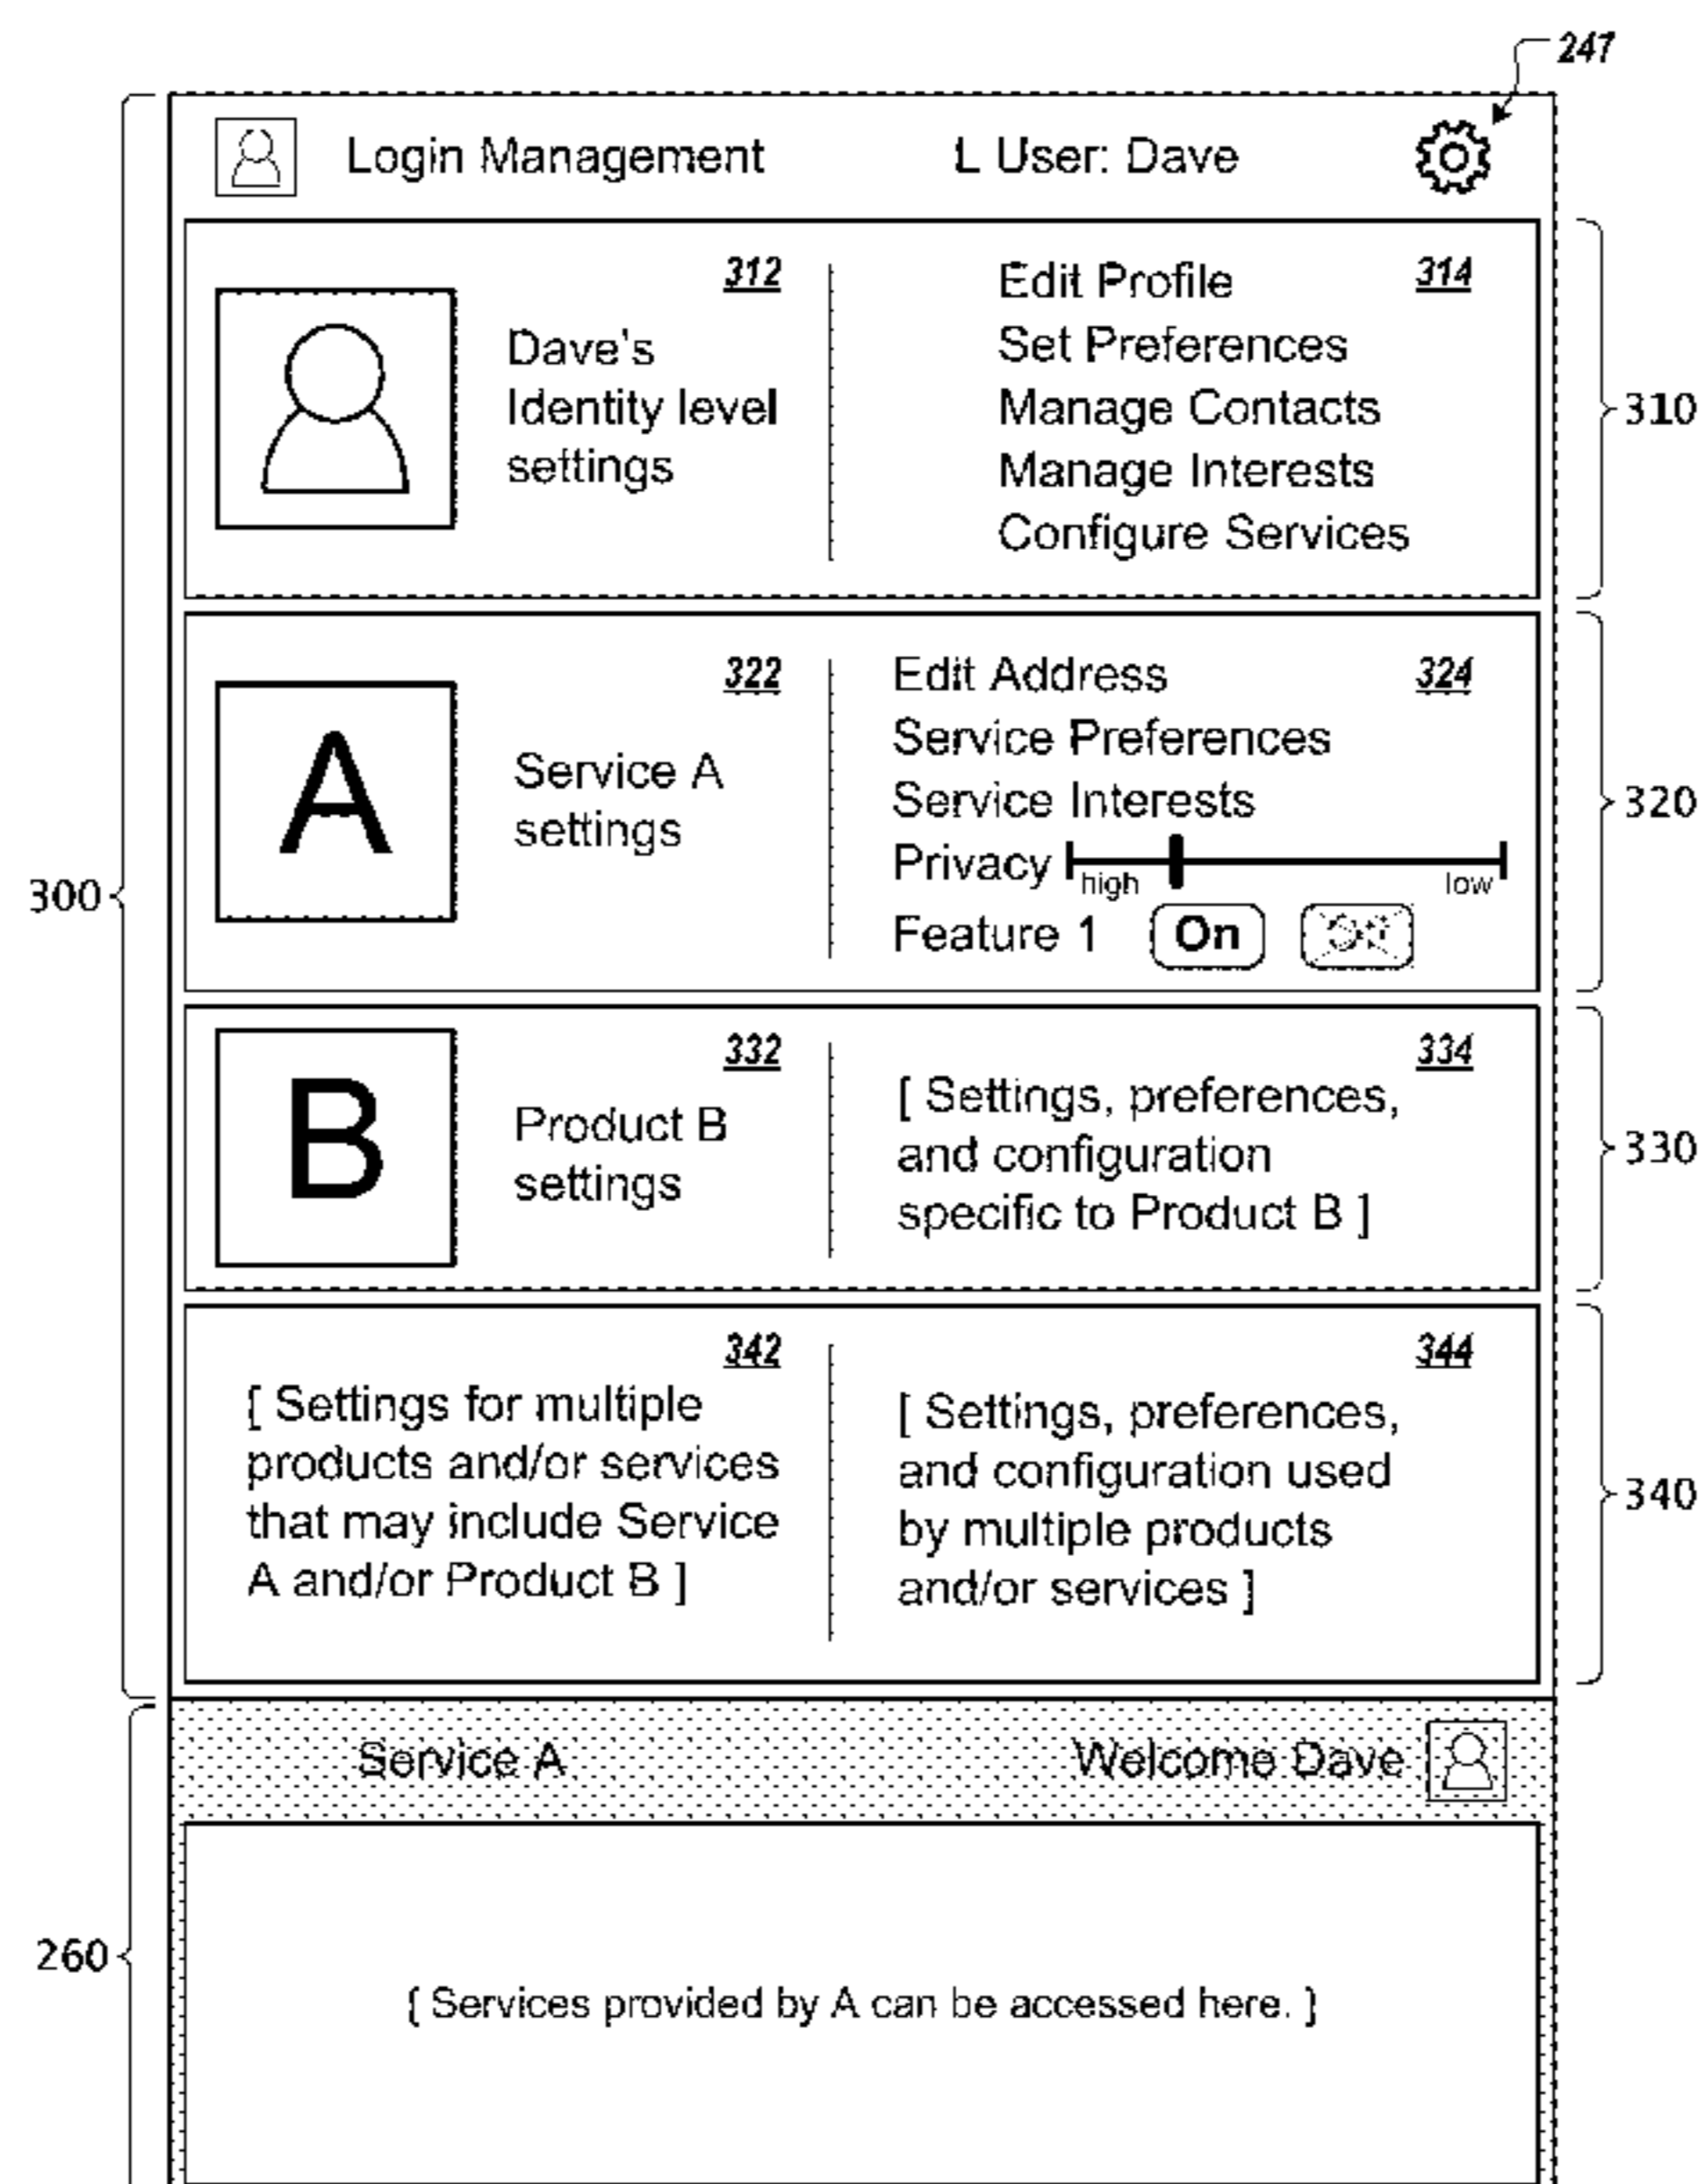 247
Login Management L User: Dave
312
Dave's
Identity level
settings
314
Edit Profile
Set Preferences
Manage Contacts
Manage Interests
Configure Services
310
322
A
Service A
settings
324
Edit Address
Service Preferences
Service Interests
Privacy high low
Feature 1 On
320
300
332
B
Product B
settings
334
[ Settings, preferences,
and configuration
specific to Product B ]
330
342
[ Settings for multiple
products and/or services
that may include Service
A and/or Product B ]
344
[ Settings, preferences,
and configuration used
by multiple products
and/or services ]
340
Service A Welcome Dave
260
{ Services provided by A can be accessed here. }